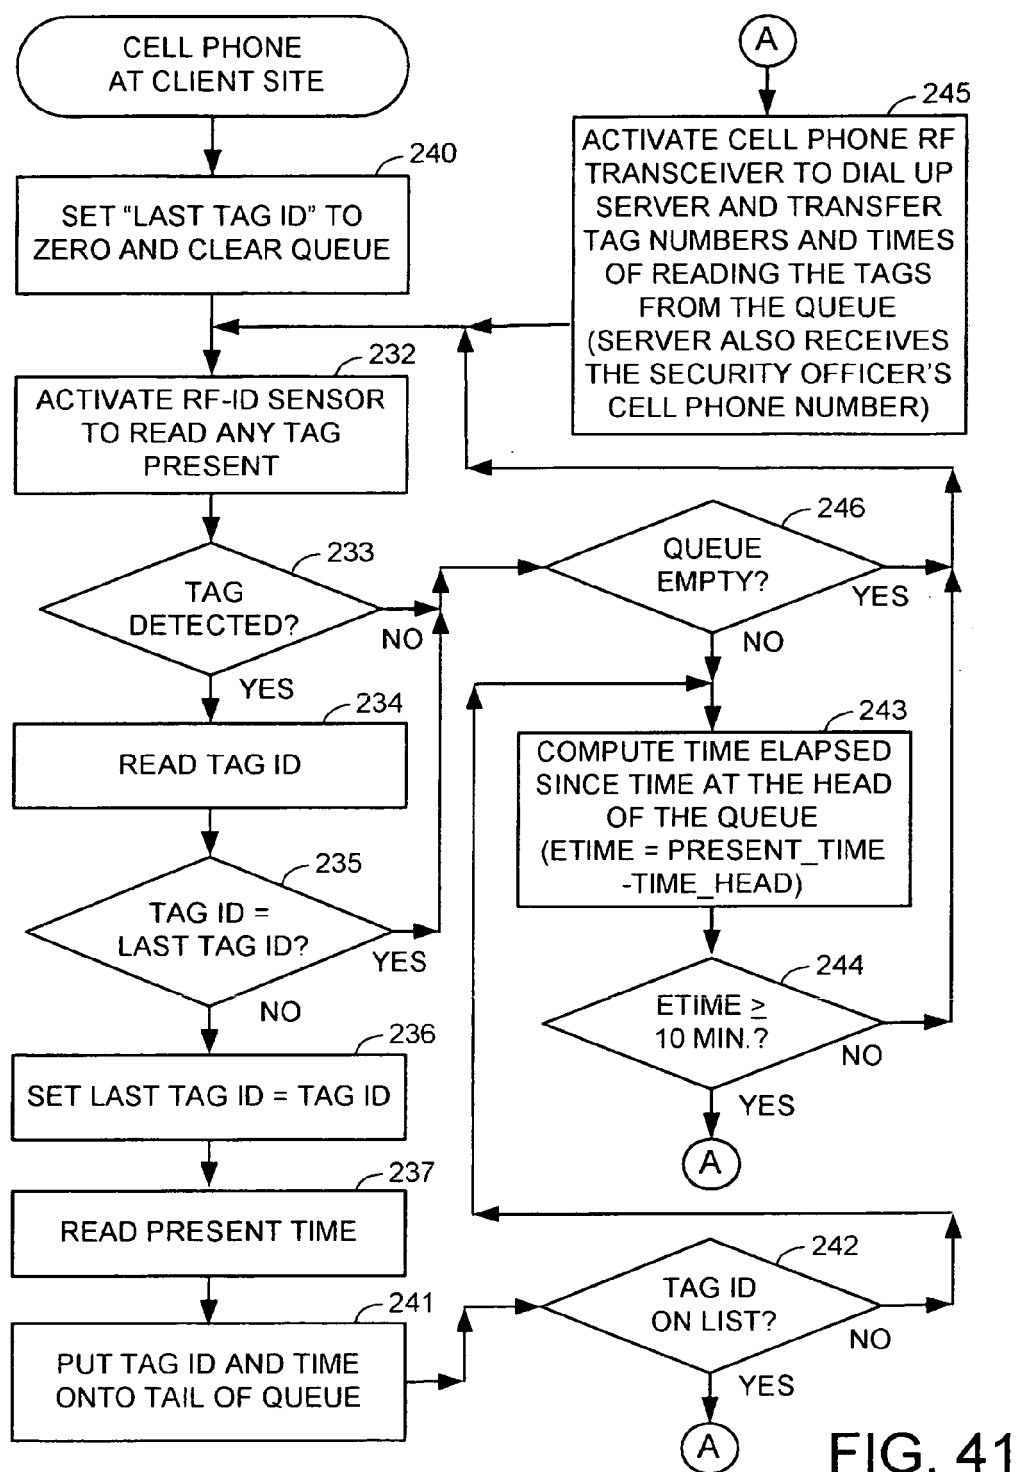 CELL PHONE
AT CLIENT SITE
240
SET "LAST TAG ID" TO
ZERO AND CLEAR QUEUE
232
ACTIVATE RF-ID SENSOR
TO READ ANY TAG
PRESENT
233
TAG
DETECTED?
NO
YES
234
READ TAG ID
235
TAG ID =
LAST TAG ID?
YES
NO
236
SET LAST TAG ID = TAG ID
237
READ PRESENT TIME
241
PUT TAG ID AND TIME
ONTO TAIL OF QUEUE
A
245
ACTIVATE CELL PHONE RF
TRANSCEIVER TO DIAL UP
SERVER AND TRANSFER
TAG NUMBERS AND TIMES
OF READING THE TAGS
FROM THE QUEUE
(SERVER ALSO RECEIVES
THE SECURITY OFFICER'S
CELL PHONE NUMBER)
246
QUEUE
EMPTY?
YES
NO
243
COMPUTE TIME ELAPSED
SINCE TIME AT THE HEAD
OF THE QUEUE
(ETIME = PRESENT_TIME
-TIME_HEAD)
244
ETIME ≥
10 MIN.?
NO
YES
A
242
TAG ID
ON LIST?
NO
YES
A
FIG. 41